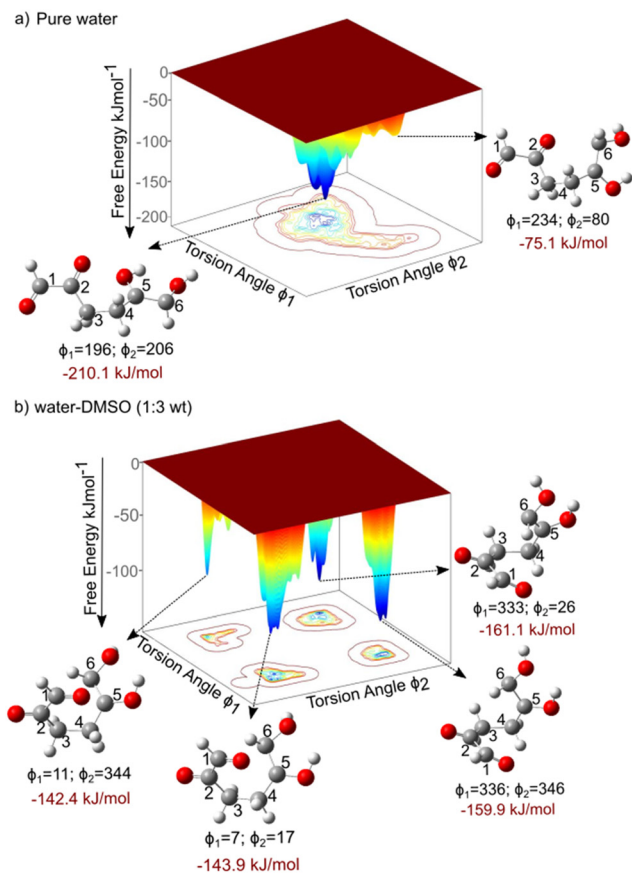 a) Pure water
Free Energy kJmol⁻¹
0
-50
-100
-150
-200
Torsion Angle ϕ₁
Torsion Angle ϕ₂
1
2
3
4
5
6
ϕ₁=234; ϕ₂=80
-75.1 kJ/mol
1
2
3
4
5
6
ϕ₁=196; ϕ₂=206
-210.1 kJ/mol
b) water-DMSO (1:3 wt)
Free Energy kJmol⁻¹
0
-50
-100
Torsion Angle ϕ₁
Torsion Angle ϕ₂
6
3
5
4
2
1
ϕ₁=333; ϕ₂=26
-161.1 kJ/mol
6
1
5
2
4
3
ϕ₁=11; ϕ₂=344
-142.4 kJ/mol
6
1
5
2
4
3
ϕ₁=7; ϕ₂=17
-143.9 kJ/mol
6
5
3
4
2
1
ϕ₁=336; ϕ₂=346
-159.9 kJ/mol